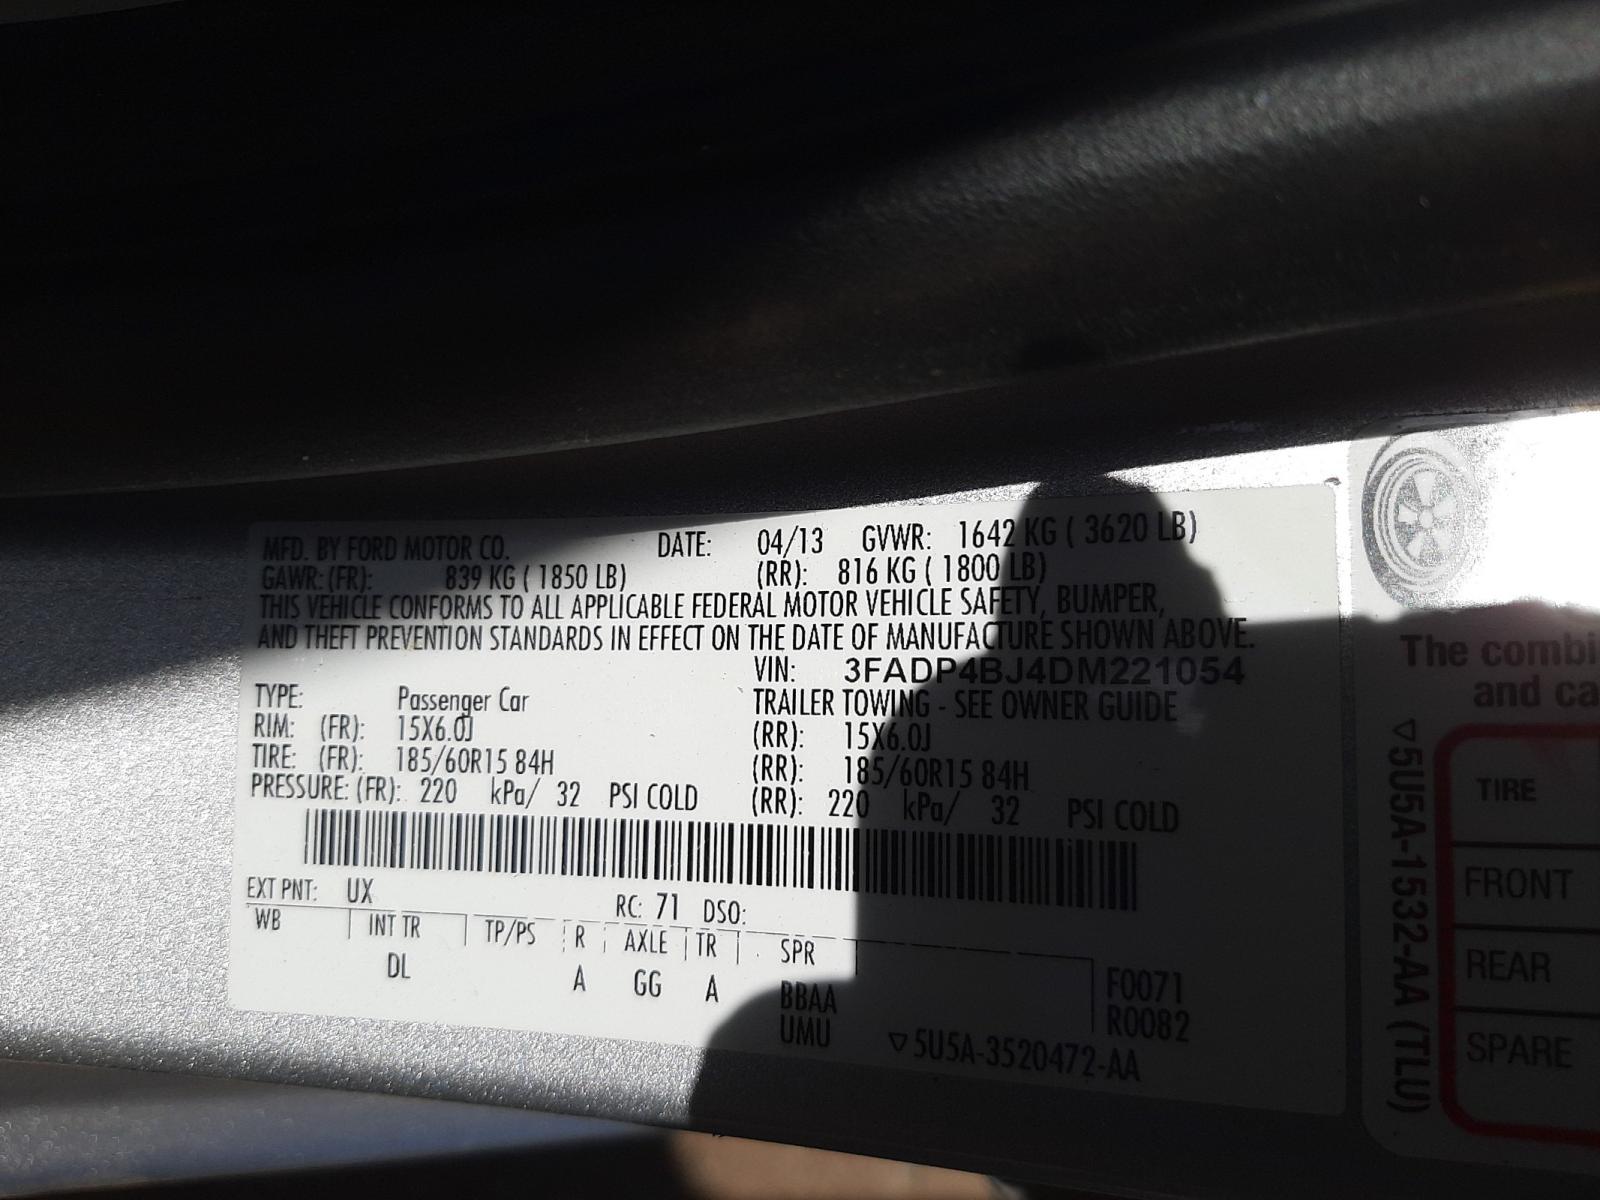 MFD. BY FORD MOTOR CO. DATE: 04/13 GVWR: 1642 KG ( 3620 LB)
GAWR: (FR): 839 KG ( 1850 LB) (RR): 816 KG ( 1800 LB)
THIS VEHICLE CONFORMS TO ALL APPLICABLE FEDERAL MOTOR VEHICLE SAFETY, BUMPER,
AND THEFT PREVENTION STANDARDS IN EFFECT ON THE DATE OF MANUFACTURE SHOWN ABOVE.
VIN: 3FADP4BJ4DM221054
TYPE: Passenger Car TRAILER TOWING - SEE OWNER GUIDE
RIM: (FR): 15X6.0J (RR): 15X6.0J
TIRE: (FR): 185/60R15 84H (RR): 185/60R15 84H
PRESSURE: (FR): 220 kPa/ 32 PSI COLD (RR): 220 kPa/ 32 PSI COLD
EXT PNT: UX RC: 71 DSO:
WB INT TR TP/PS R AXLE TR SPR
DL A GG A BBAA F0071
UMU R0082
▽5U5A-3520472-AA
The combi
and ca
▽5U5A-1532-AA (TLU)
TIRE
FRONT
REAR
SPARE